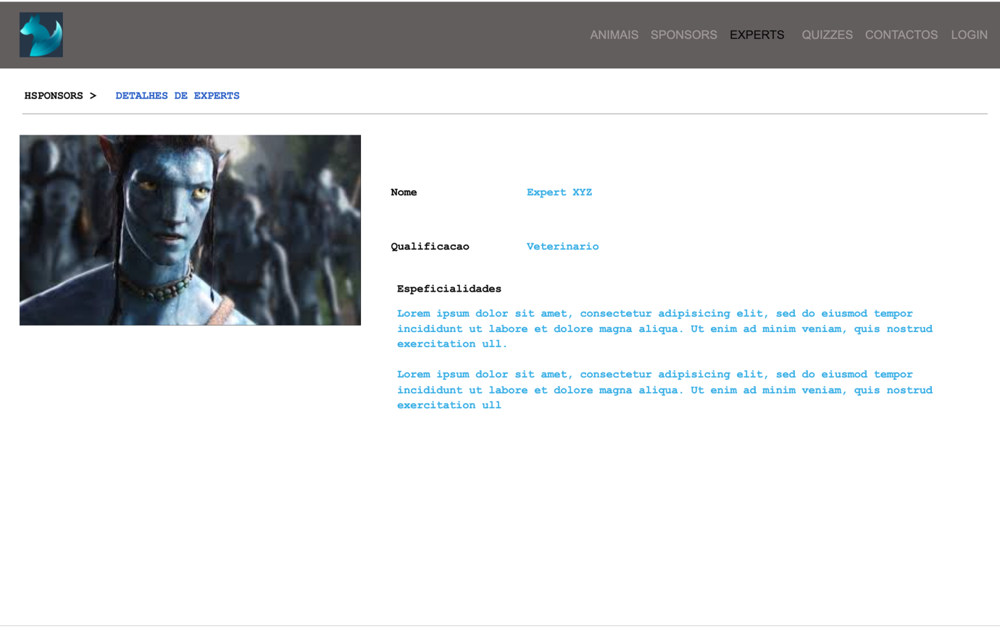 ANIMAIS SPONSORS EXPERTS QUIZZES CONTACTOS LOGIN
HSPONSORS > DETALHES DE EXPERTS
Nome Expert XYZ
Qualificacao Veterinario
Espeficialidades
Lorem ipsum dolor sit amet, consectetur adipisicing elit, sed do eiusmod tempor
incididunt ut labore et dolore magna aliqua. Ut enim ad minim veniam, quis nostrud
exercitation ull.
Lorem ipsum dolor sit amet, consectetur adipisicing elit, sed do eiusmod tempor
incididunt ut labore et dolore magna aliqua. Ut enim ad minim veniam, quis nostrud
exercitation ull